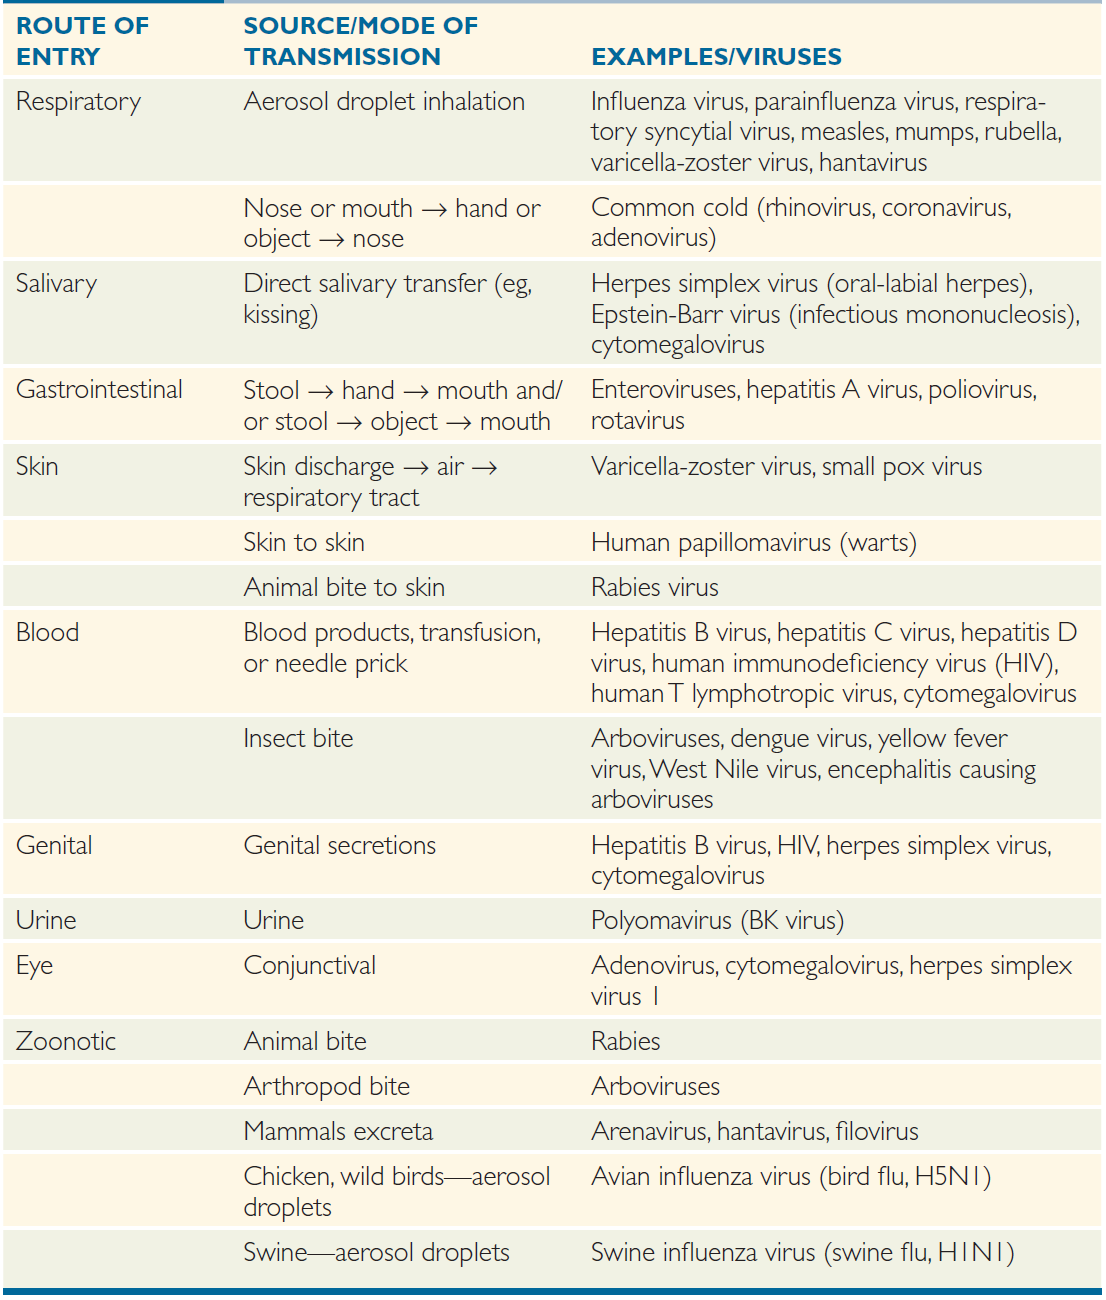 ROUTE OF ENTRY SOURCE/MODE OF TRANSMISSION EXAMPLES/VIRUSES
Respiratory Aerosol droplet inhalation Influenza virus, parainfluenza virus, respira-
tory syncytial virus, measles, mumps, rubella,
varicella-zoster virus, hantavirus
Nose or mouth → hand or Common cold (rhinovirus, coronavirus,
object → nose adenovirus)
Salivary Direct salivary transfer (eg, Herpes simplex virus (oral-labial herpes),
kissing) Epstein-Barr virus (infectious mononucleosis),
cytomegalovirus
Gastrointestinal Stool → hand → mouth and/ Enteroviruses, hepatitis A virus, poliovirus,
or stool → object → mouth rotavirus
Skin Skin discharge → air → Varicella-zoster virus, small pox virus
respiratory tract
Skin to skin Human papillomavirus (warts)
Animal bite to skin Rabies virus
Blood Blood products, transfusion, Hepatitis B virus, hepatitis C virus, hepatitis D
or needle prick virus, human immunodeficiency virus (HIV),
human T lymphotropic virus, cytomegalovirus
Insect bite Arboviruses, dengue virus, yellow fever
virus, West Nile virus, encephalitis causing
arboviruses
Genital Genital secretions Hepatitis B virus, HIV, herpes simplex virus,
cytomegalovirus
Urine Urine Polyomavirus (BK virus)
Eye Conjunctival Adenovirus, cytomegalovirus, herpes simplex
virus 1
Zoonotic Animal bite Rabies
Arthropod bite Arboviruses
Mammals excreta Arenavirus, hantavirus, filovirus
Chicken, wild birds—aerosol Avian influenza virus (bird flu, H5N1)
droplets
Swine—aerosol droplets Swine influenza virus (swine flu, H1N1)